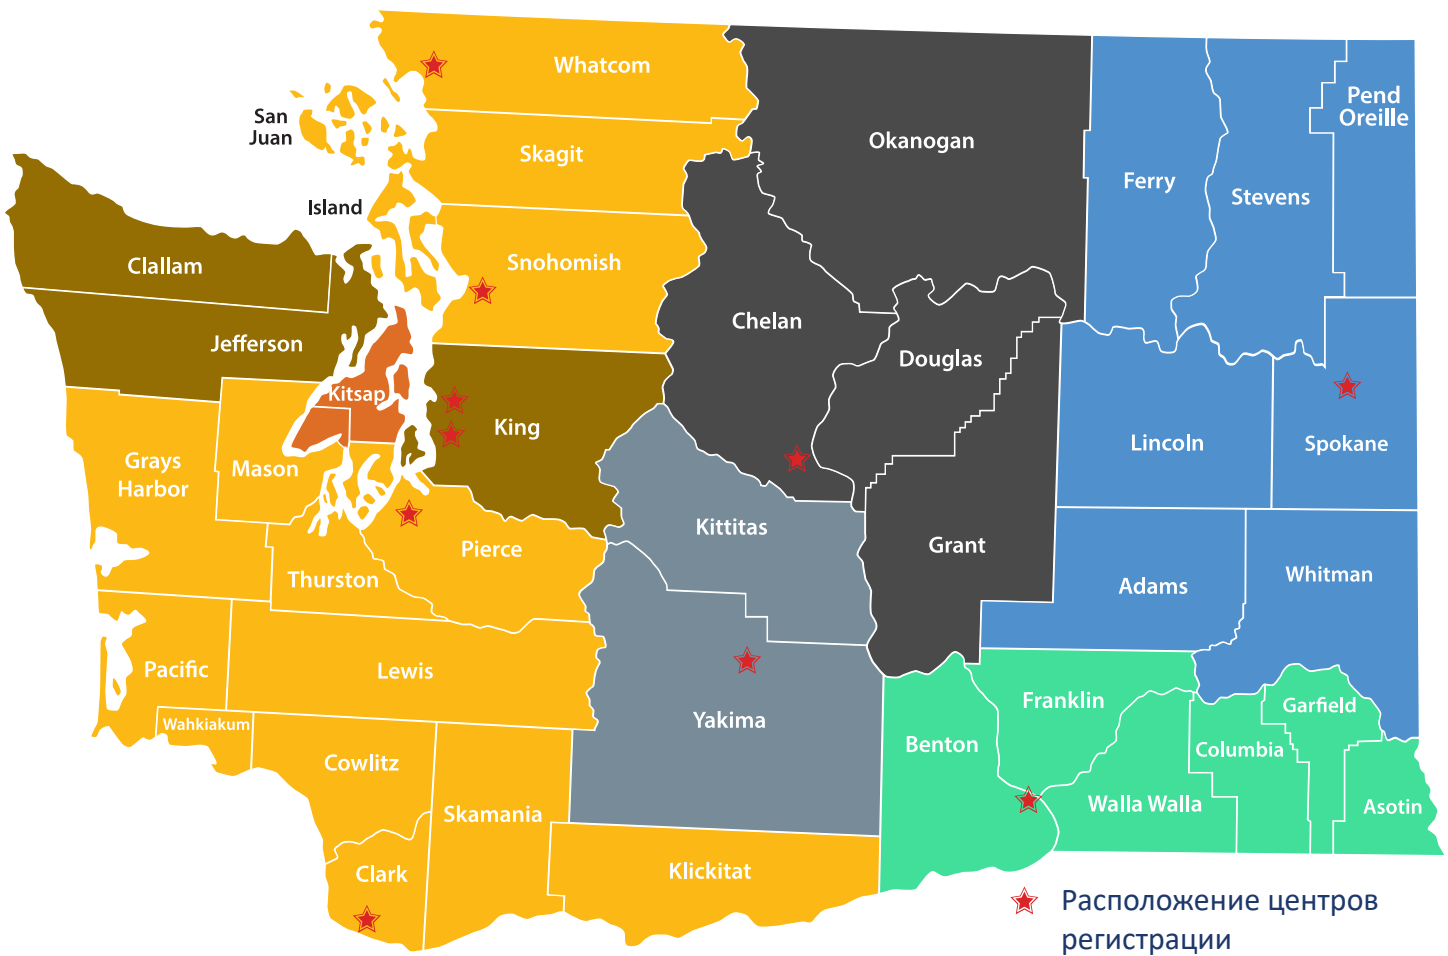 Whatcom
San
Juan
Skagit
Island
Snohomish
Clallam
Jefferson
Kitsap
King
Grays
Harbor
Mason
Pierce
Thurston
Pacific
Lewis
Wahkiakum
Cowlitz
Skamania
Clark
Klickitat
Okanogan
Chelan
Douglas
Grant
Kittitas
Yakima
Ferry
Stevens
Pend
Oreille
Lincoln
Spokane
Adams
Whitman
Franklin
Benton
Garfield
Columbia
Walla Walla
Asotin
Расположение центров
регистрации